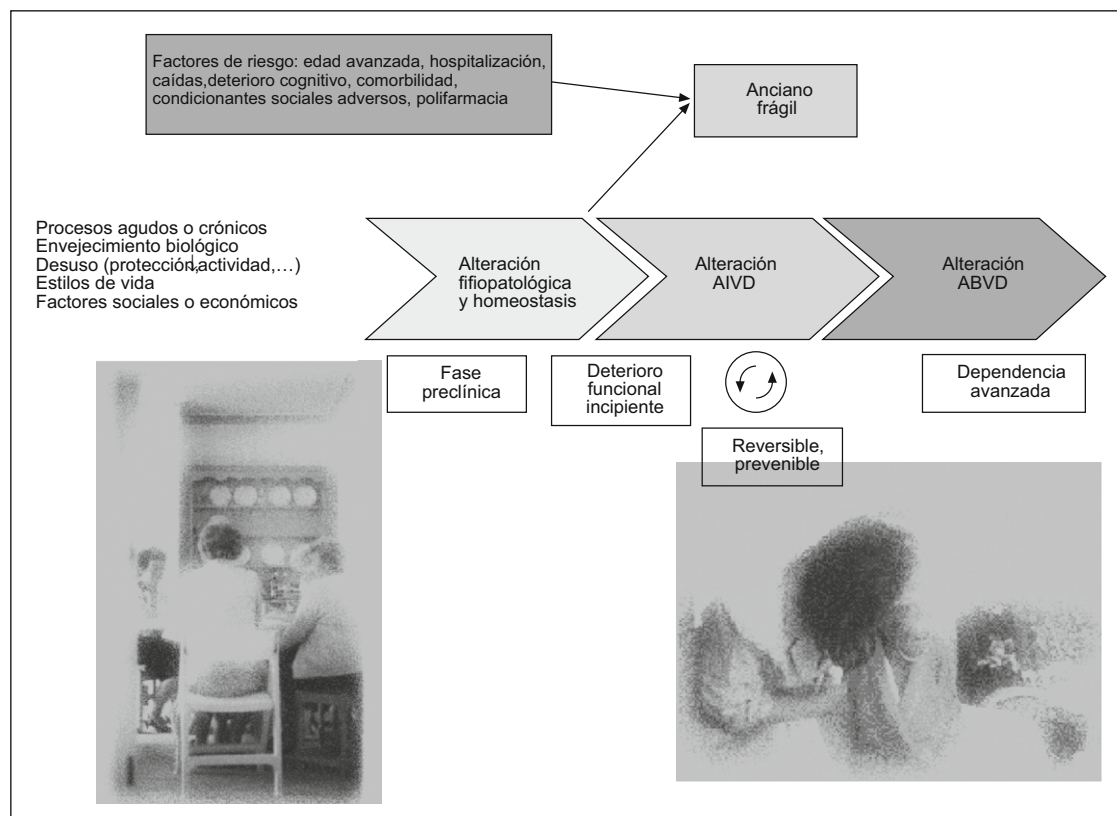 Factores de riesgo: edad avanzada, hospitalización,
caídas,deterioro cognitivo, comorbilidad,
condicionantes sociales adversos, polifarmacia
Anciano
frágil
Procesos agudos o crónicos
Envejecimiento biológico
Desuso (protección,↓actividad,…)
Estilos de vida
Factores sociales o económicos
Alteración
fifiopatológica
y homeostasis
Alteración
AIVD
Alteración
ABVD
Fase
preclínica
Deterioro
funcional
incipiente
Reversible,
prevenible
Dependencia
avanzada